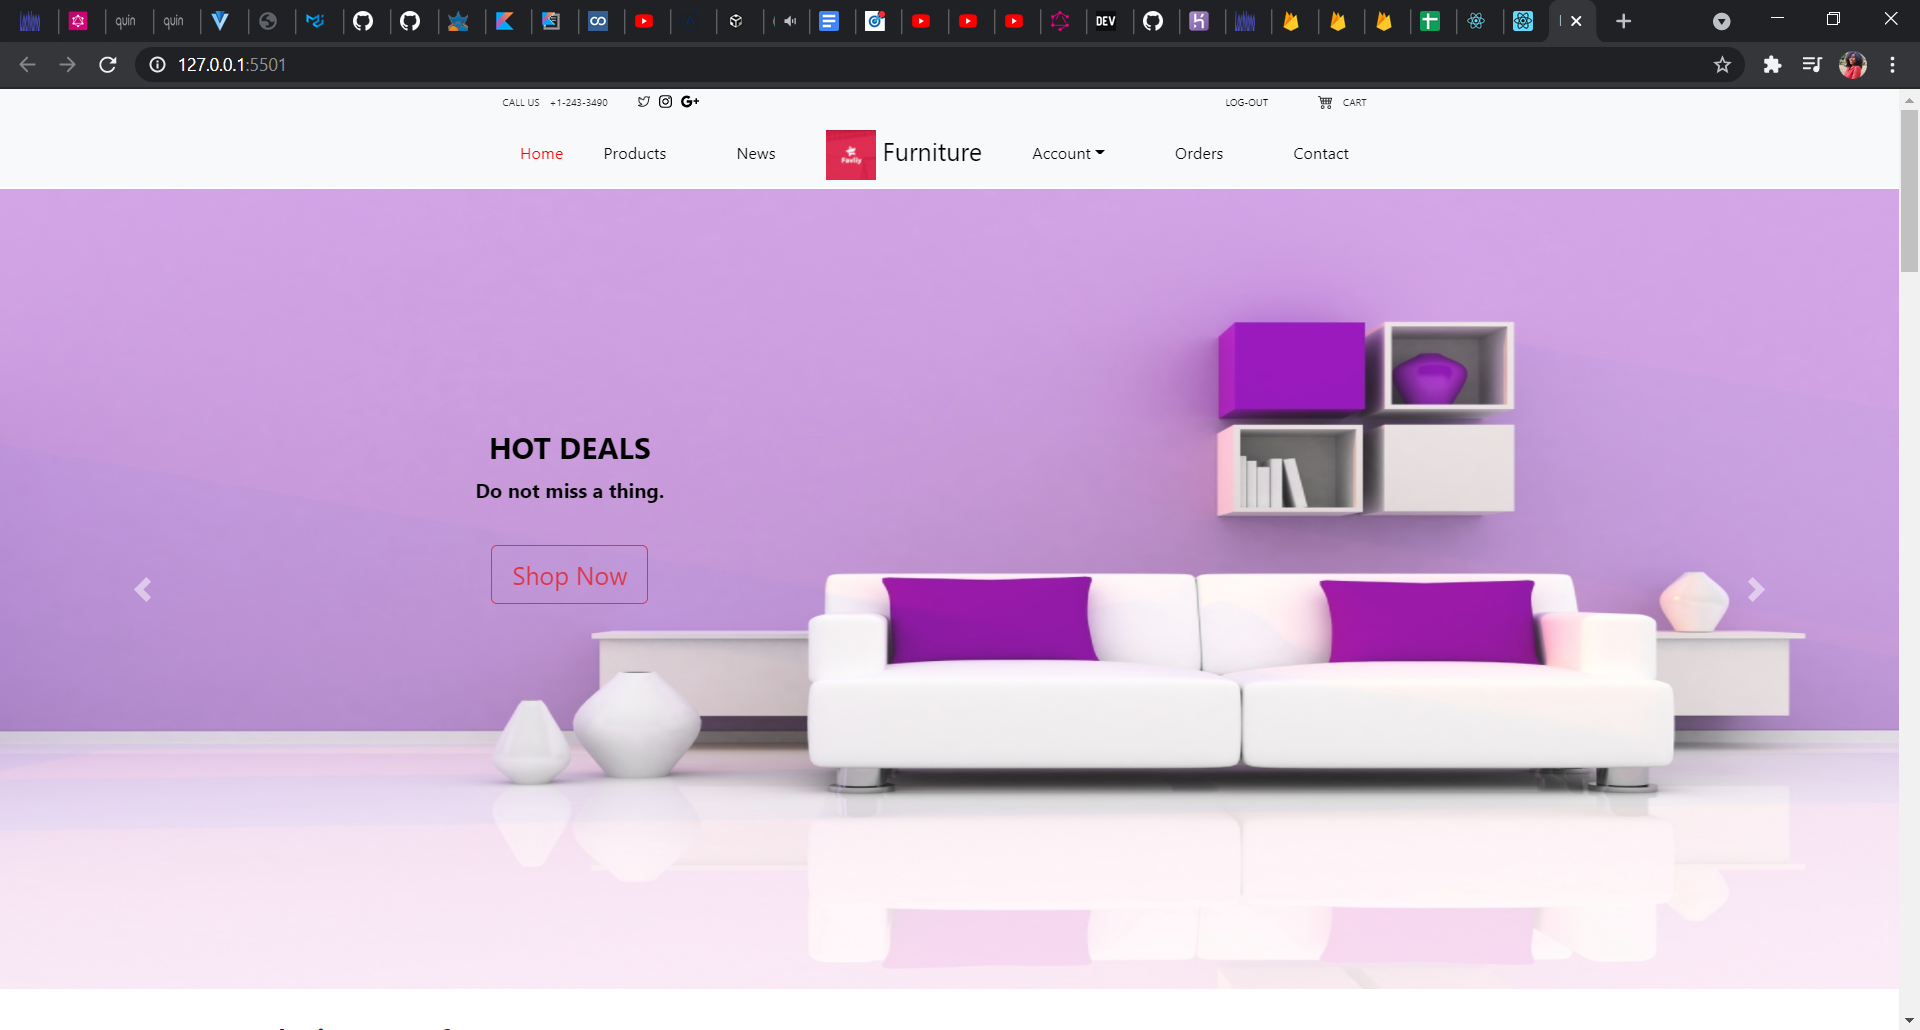 quin
quin
DEV
127.0.0.1:5501
CALL US +1-243-3490
LOG-OUT
CART
Home
Products
News
Favlly
Furniture
Account
Orders
Contact
HOT DEALS
Do not miss a thing.
Shop Now